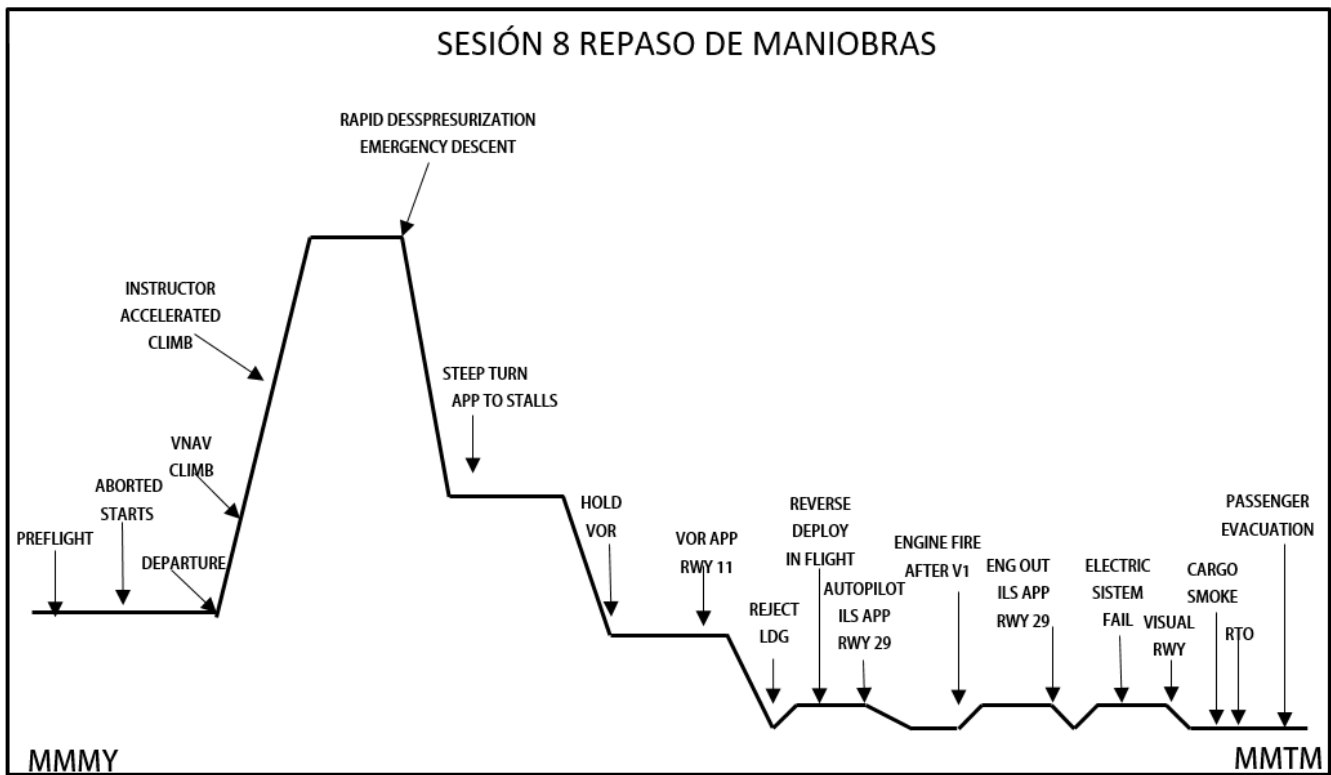 SESIÓN 8 REPASO DE MANIOBRAS
RAPID DESSPRESURIZATION
EMERGENCY DESCENT
INSTRUCTOR
ACCELERATED
CLIMB
STEEP TURN
APP TO STALLS
VNAV
CLIMB
ABORTED
STARTS
PREFLIGHT
DEPARTURE
HOLD
VOR
VOR APP
RWY 11
REJECT
LDG
REVERSE
DEPLOY
IN FLIGHT
AUTOPILOT
ILS APP
RWY 29
ENGINE FIRE
AFTER V1
ENG OUT
ILS APP
RWY 29
ELECTRIC
SISTEM
FAIL
VISUAL
RWY
CARGO
SMOKE
RTO
PASSENGER
EVACUATION
MMMY
MMTM